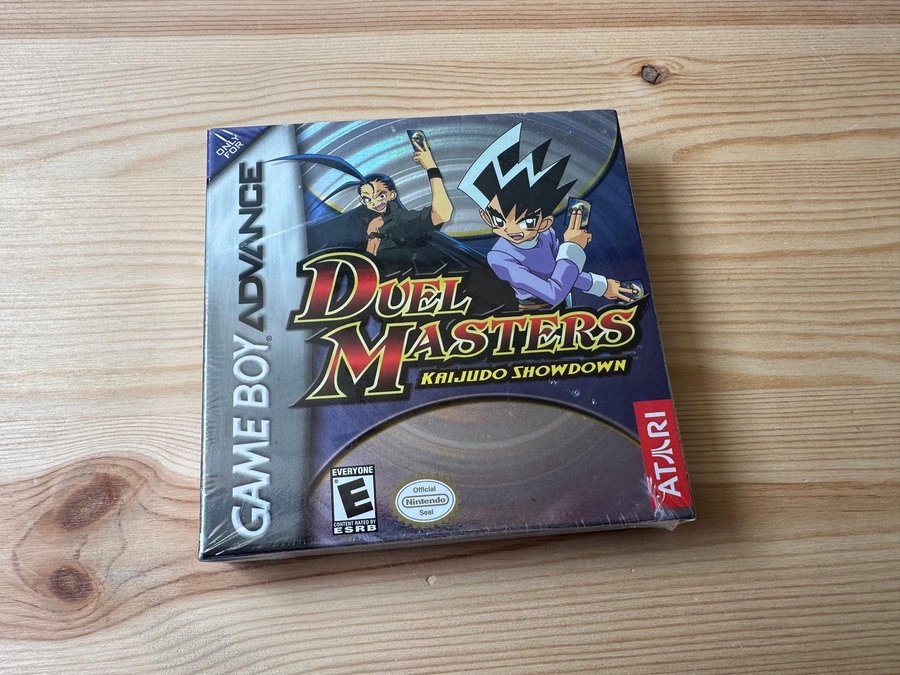 ONLY
FOR
GAME BOY ADVANCE
DUEL
MASTERS
KAIJUDO SHOWDOWN
EVERYONE
E
CONTENT RATED BY
ESRB
Official
Nintendo
Seal
ATARI